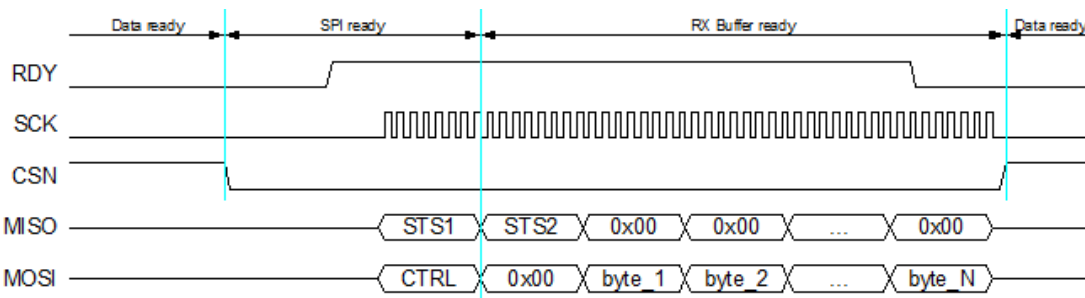 Data ready SPI ready RX Buffer ready Data ready
RDY
SCK
CSN
MISO STS1 STS2 0x00 0x00 ... 0x00
MOSI CTRL 0x00 byte_1 byte_2 ... byte_N